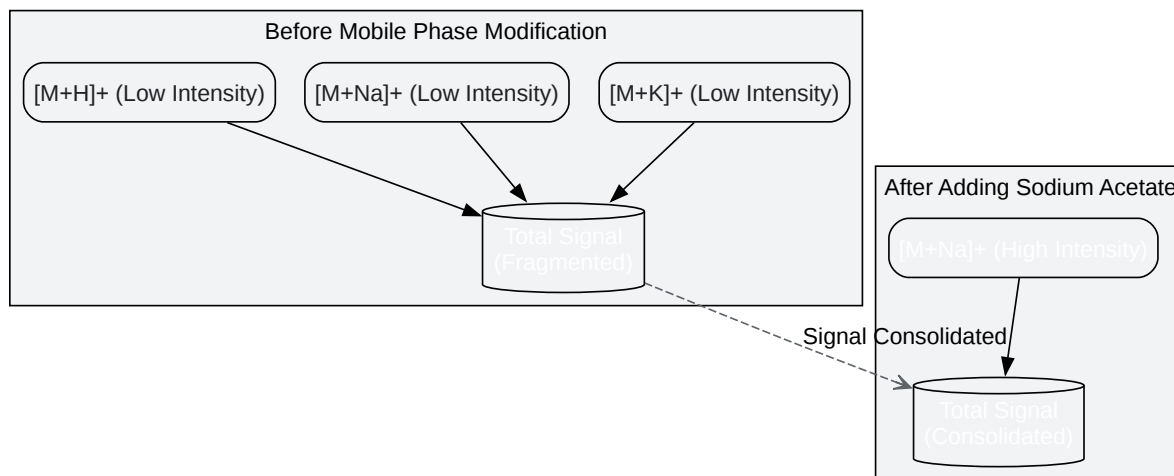 Before Mobile Phase Modification
[M+H]+ (Low Intensity)
[M+Na]+ (Low Intensity)
[M+K]+ (Low Intensity)
Total Signal
(Fragmented)
After Adding Sodium Acetate
[M+Na]+ (High Intensity)
Signal Consolidated
Total Signal
(Consolidated)